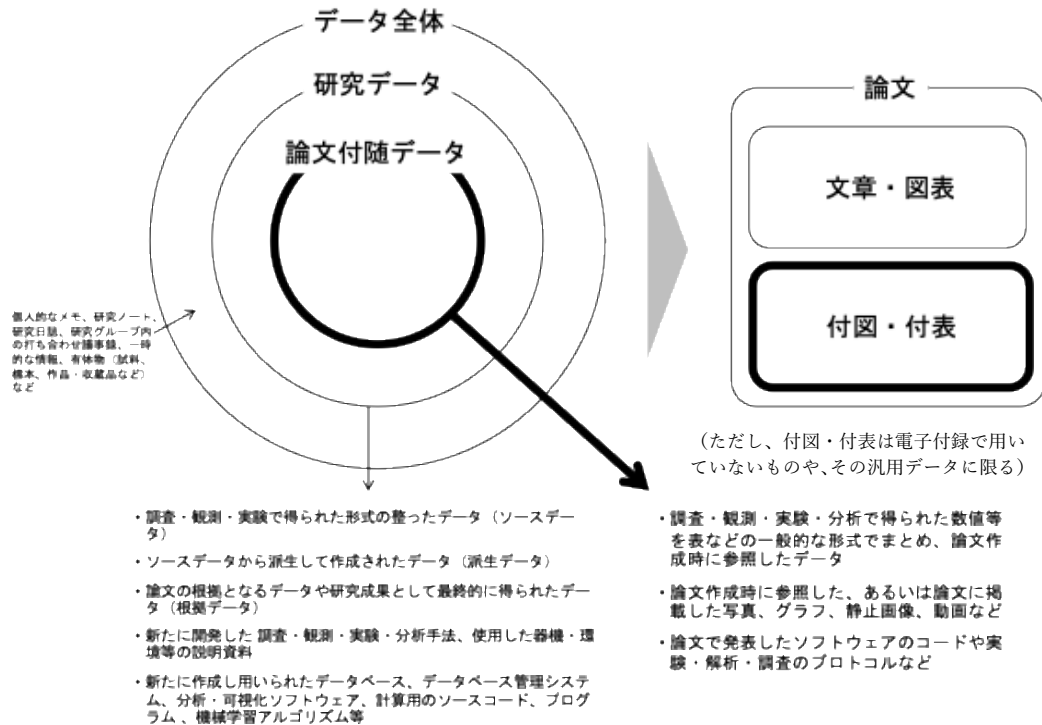 データ全体
研究データ
論文付随データ
個人的なメモ、研究ノート、
研究日誌、研究グループ内
の打ち合わせ議事録、一時
的な情報、有体物（試料、
標本、作品・収蔵品など）
など
論文
文章・図表
付図・付表
（ただし、付図・付表は電子付録で用い
ていないものや、その汎用データに限る）
・調査・観測・実験で得られた形式の整ったデータ（ソースデー
タ）
・ソースデータから派生して作成されたデータ（派生データ）
・論文の根拠となるデータや研究成果として最終的に得られたデー
タ（根拠データ）
・新たに開発した 調査・観測・実験・分析手法、使用した器機・環
境等の説明資料
・新たに作成し用いられたデータベース、データベース管理システ
ム、分析・可視化ソフトウェア、計算用のソースコード、プログ
ラム 、機械学習アルゴリズム等
・調査・観測・実験・分析で得られた数値等
を表などの一般的な形式でまとめ、論文作
成時に参照したデータ
・論文作成時に参照した、あるいは論文に掲
載した写真、グラフ、静止画像、動画など
・論文で発表したソフトウェアのコードや実
験・解析・調査のプロトコルなど